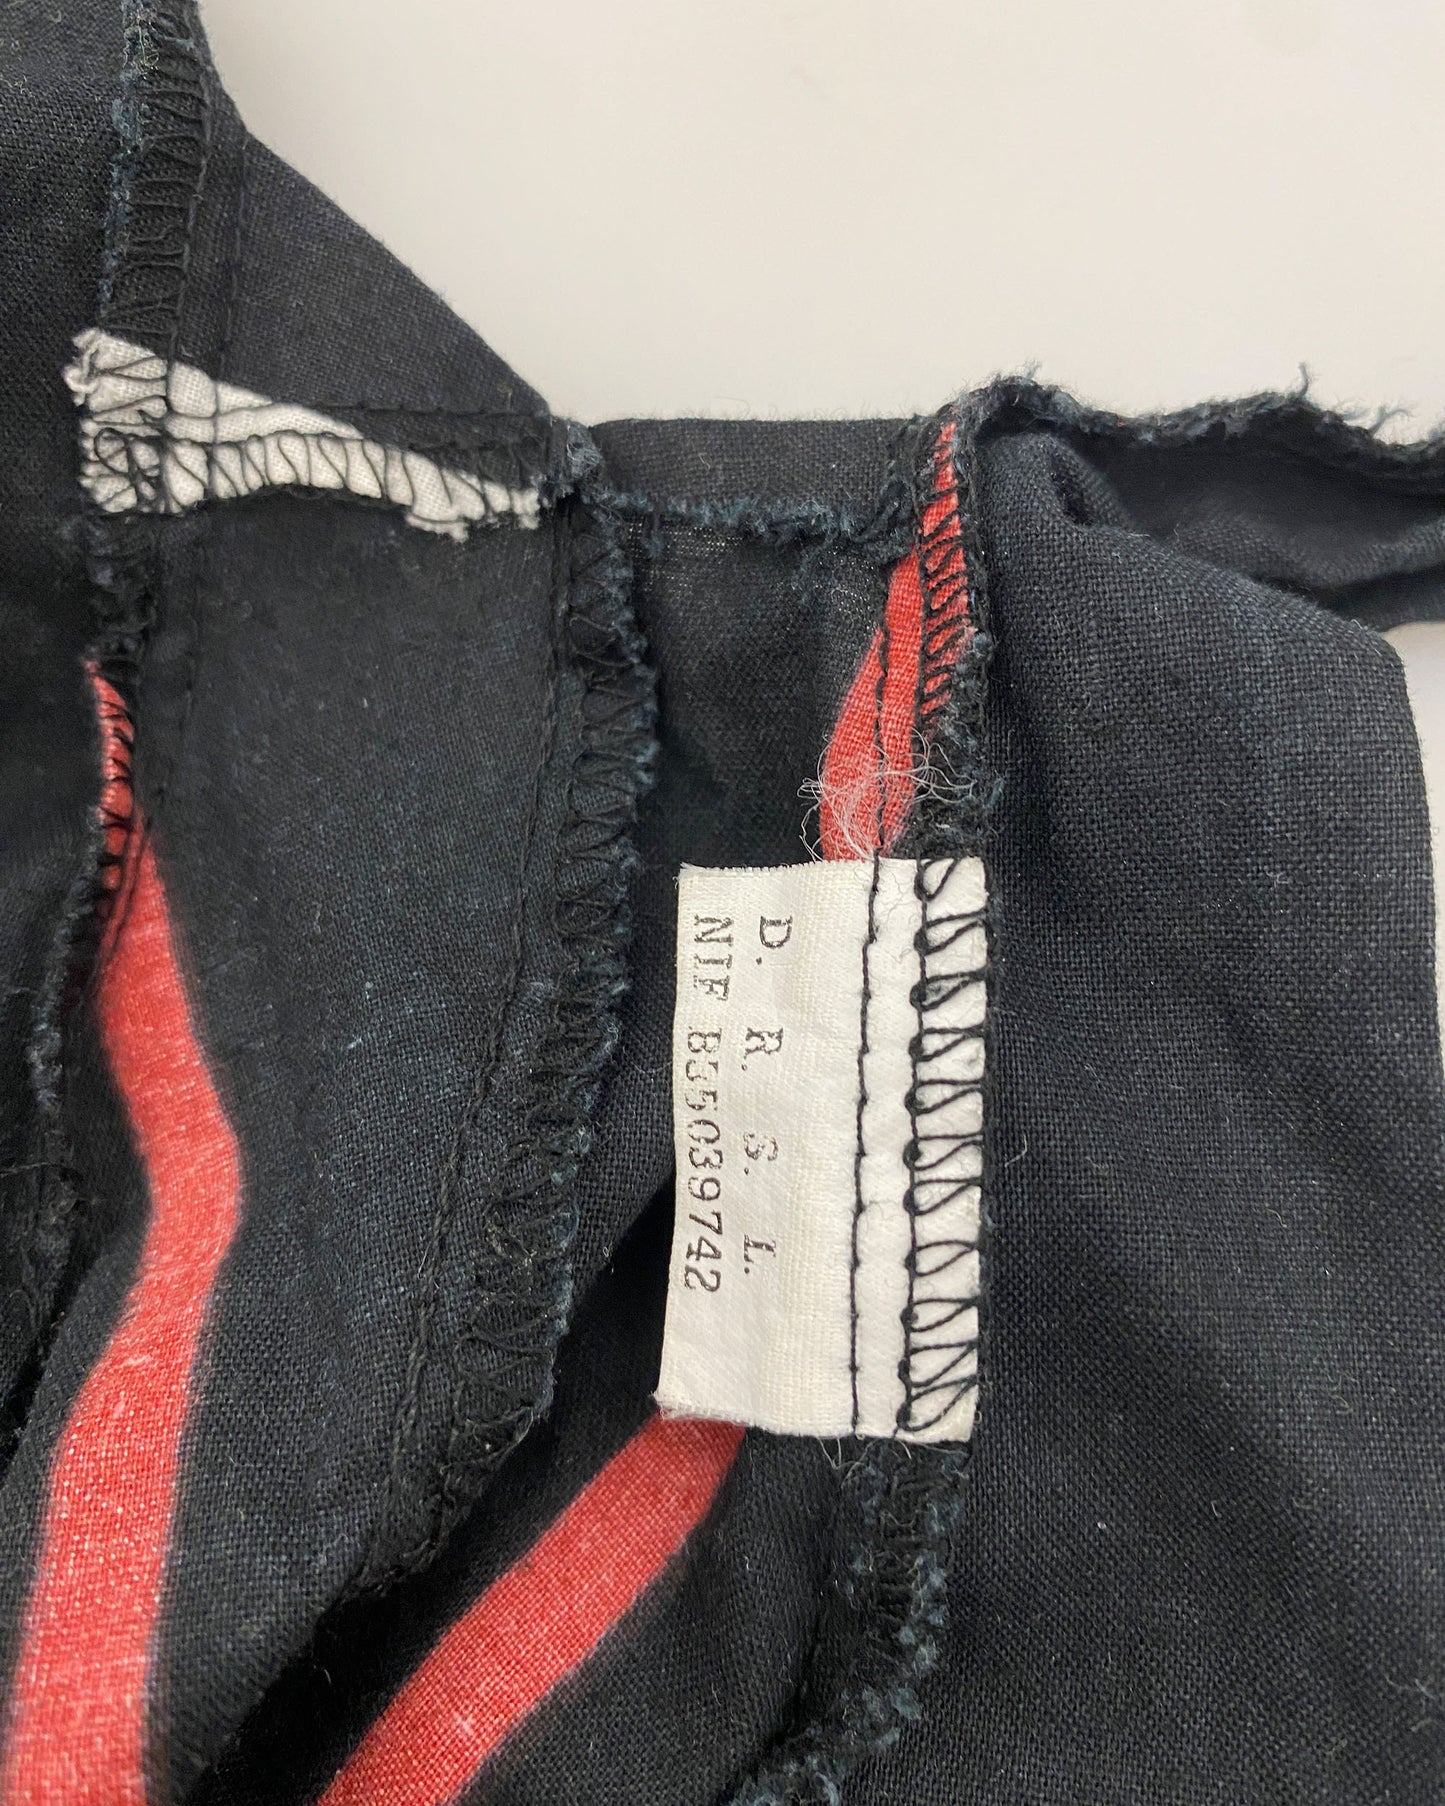 D. R. S. L.
NIF B35039742